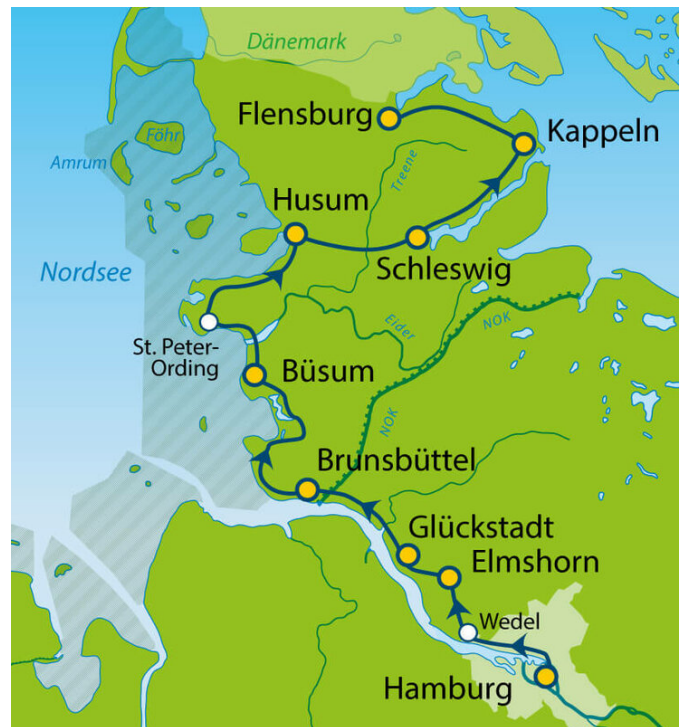 Dänemark
Flensburg
Kappeln
Föhr
Amrum
Treene
Husum
Nordsee
Schleswig
St. Peter-
Ording
Eider
NOK
Büsum
NOK
Brunsbüttel
Glückstadt
Elmshorn
Wedel
Hamburg